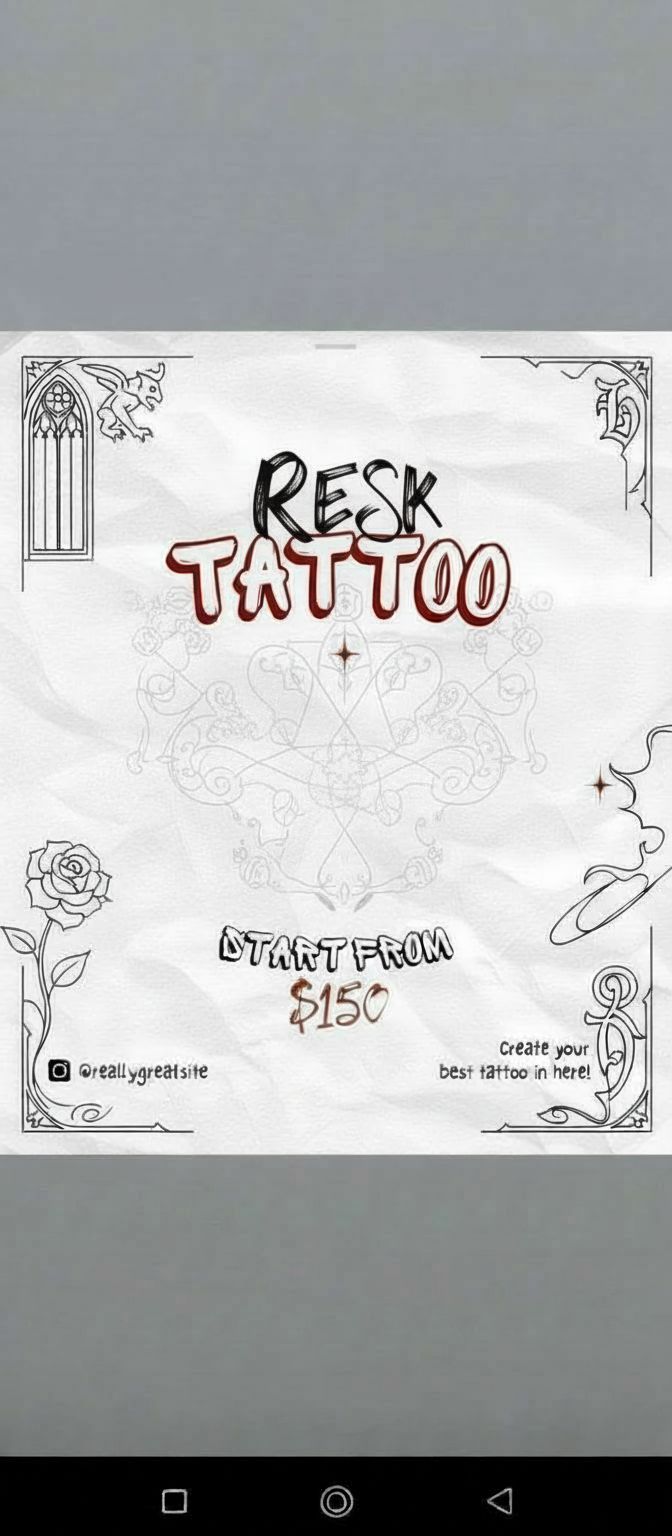 RESK
TATTOO
START FROM
$150
@reallygreatsite
Create your
best tattoo in here!